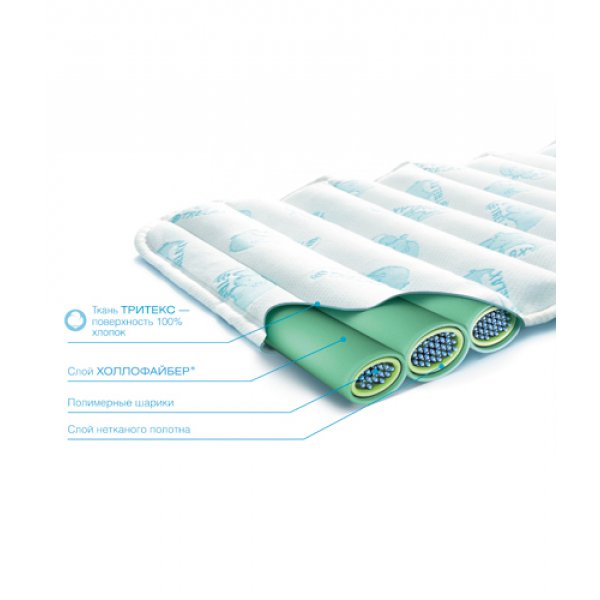 Ткань ТРИТЕКС —
поверхность 100%
хлопок
Слой ХОЛЛОФАЙБЕР®
Полимерные шарики
Слой нетканого полотна